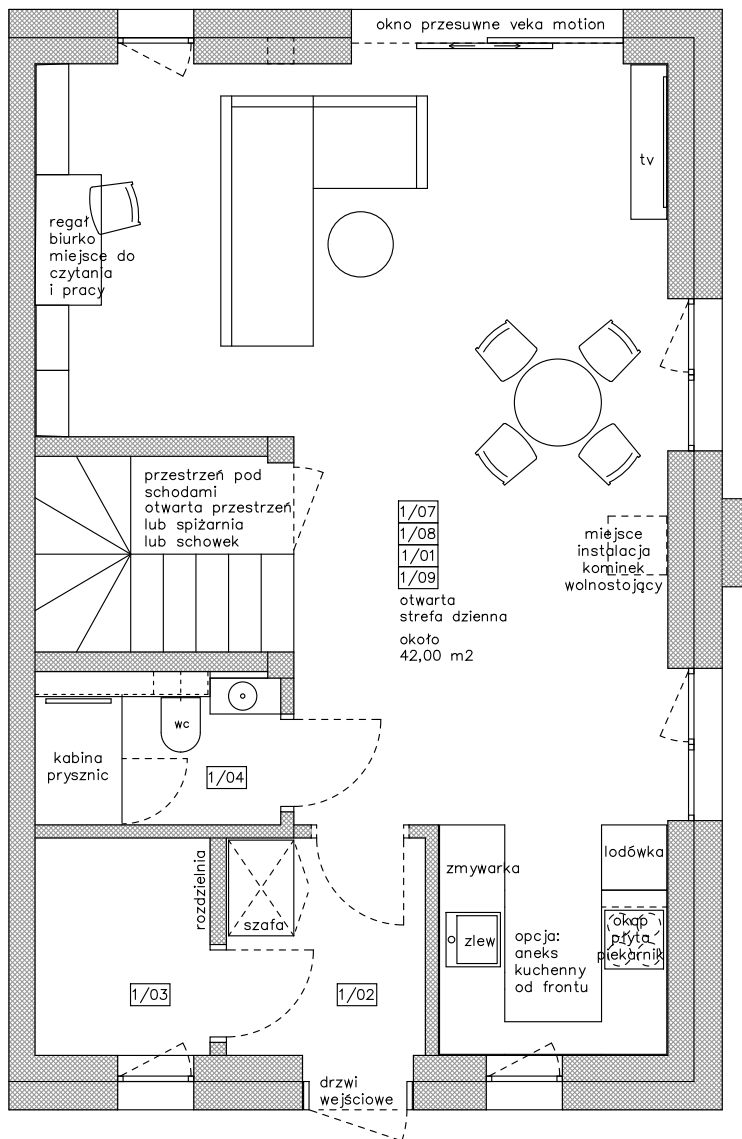 okno przesuwne veka motion
tv
regał
biurko
miejsce do
czytania
i pracy
przestrzeń pod
schodami
otwarta przestrzeń
lub spiżarnia
lub schowek
1/07
1/08
1/01
1/09
otwarta
strefa dzienna
około
42,00 m2
miejsce
instalacja
kominek
wolnostojący
wc
kabina
prysznic
1/04
rozdzielnia
szafa
zmywarka
lodówka
zlew
opcja:
aneks
kuchenny
od frontu
okap
płyta
piekarnik
1/03
1/02
drzwi
wejściowe